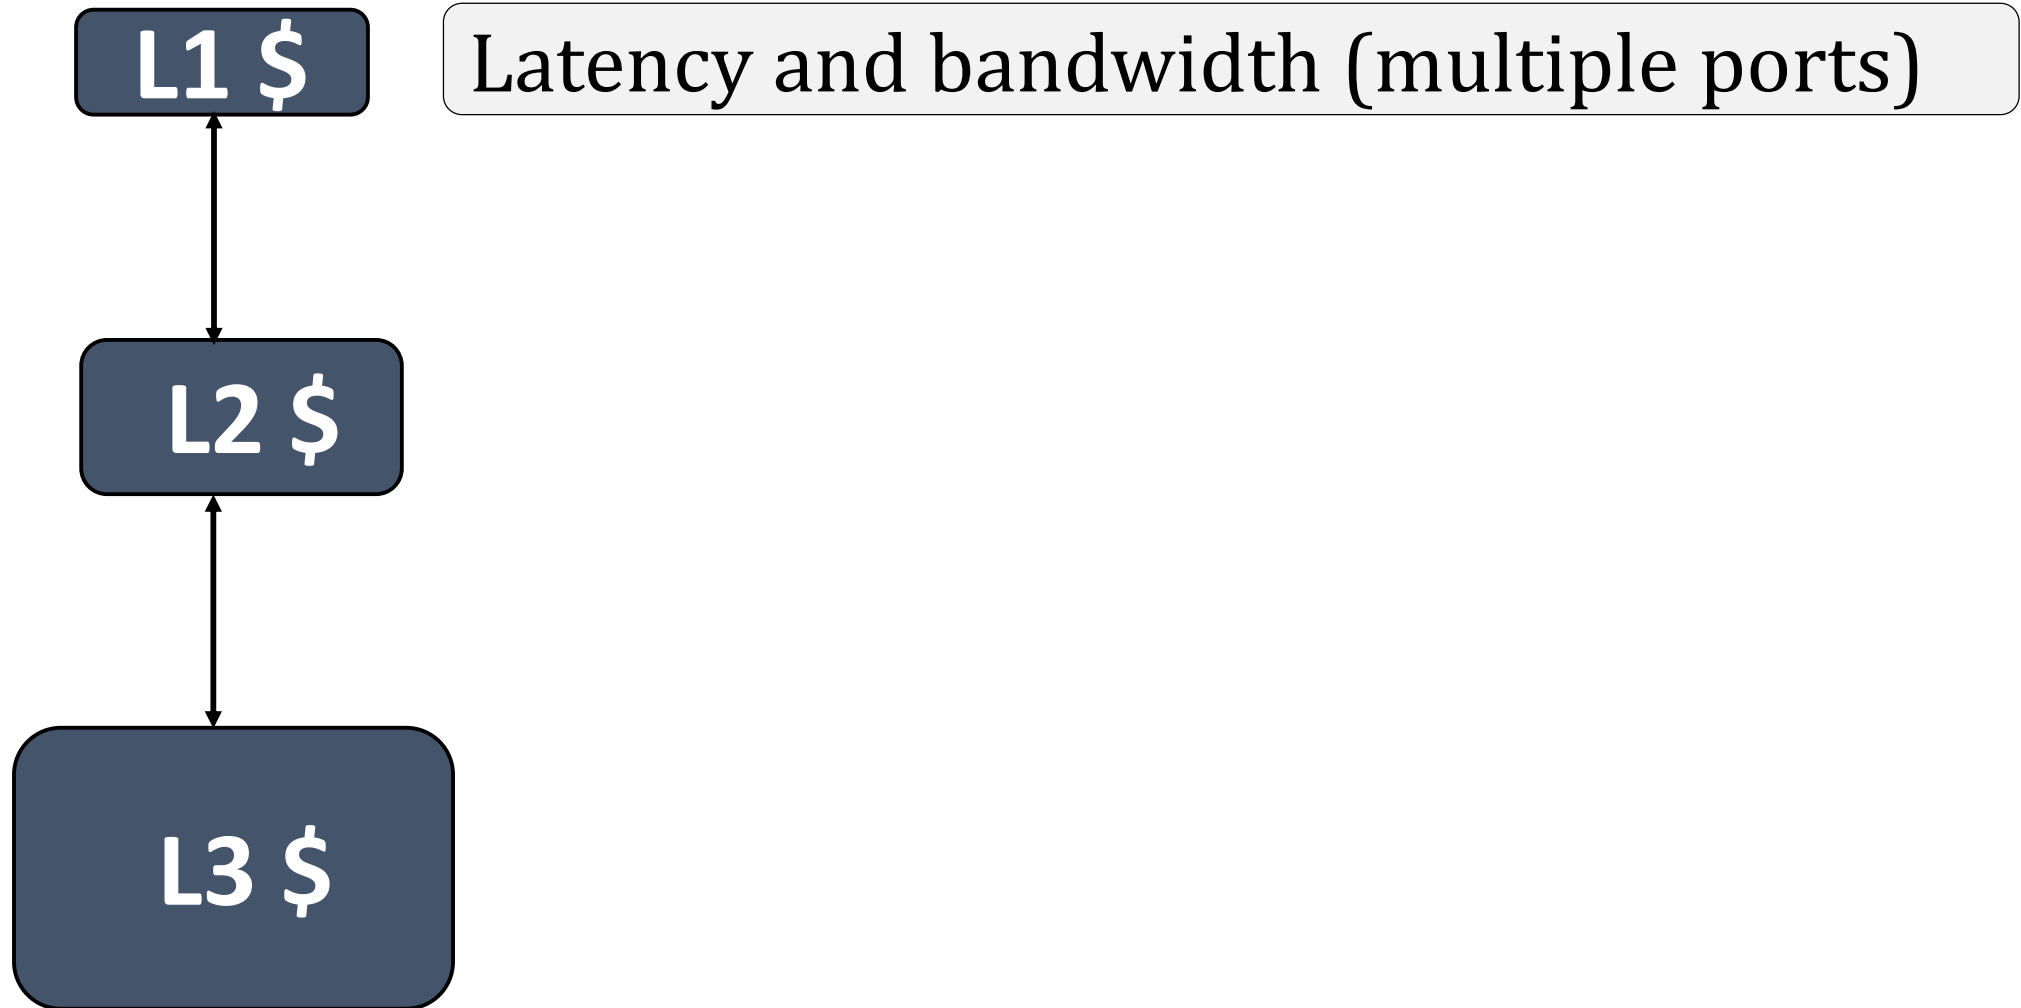 L1 $
Latency and bandwidth (multiple ports)
L2 $
L3 $